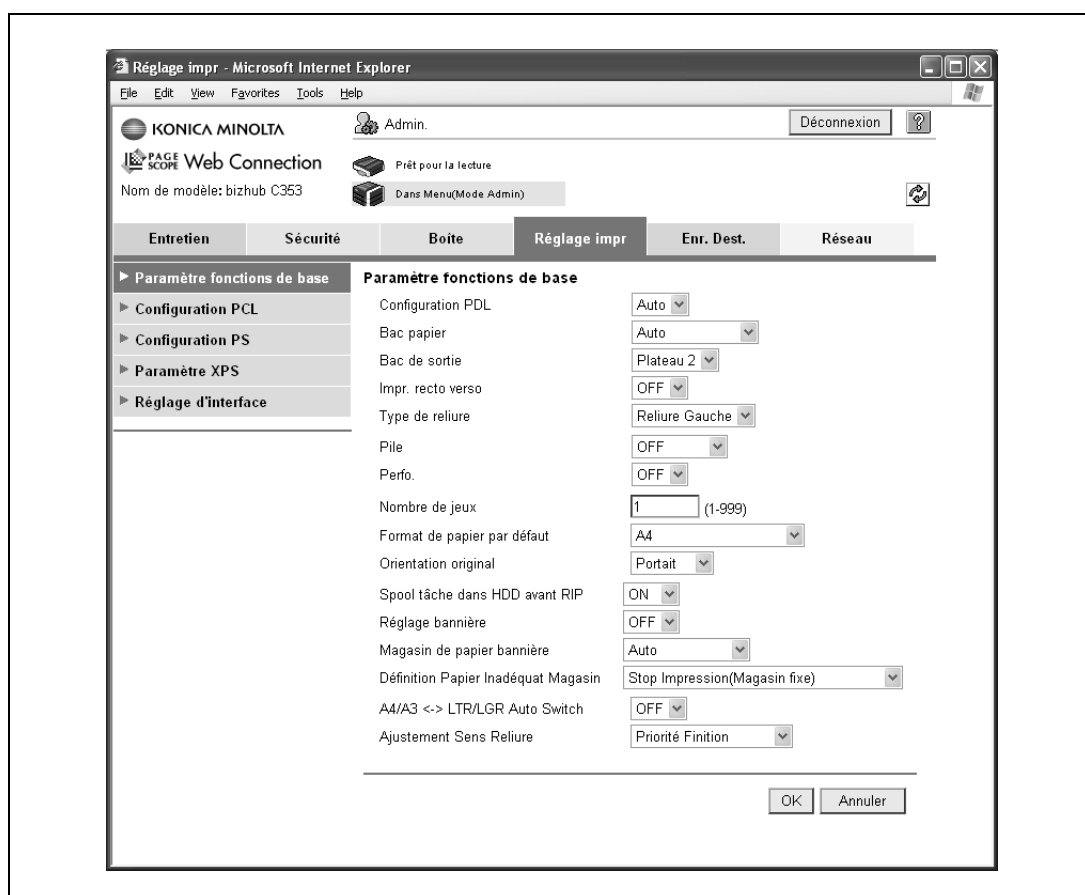 Réglage impr - Microsoft Internet Explorer
File Edit View Favorites Tools Help
KONICA MINOLTA
Admin.
Déconnexion
?
PAGE SCOPE Web Connection
Prêt pour la lecture
Nom de modèle: bizhub C353
Dans Menu(Mode Admin)
Entretien Sécurité Boîte Réglage impr Enr. Dest. Réseau
Paramètre fonctions de base
Configuration PCL
Configuration PS
Paramètre XPS
Réglage d'interface
Paramètre fonctions de base
Configuration PDL Auto
Bac papier Auto
Bac de sortie Plateau 2
Impr. recto verso OFF
Type de reliure Reliure Gauche
Pile OFF
Perfo. OFF
Nombre de jeux 1 (1-999)
Format de papier par défaut A4
Orientation original Portait
Spool tâche dans HDD avant RIP ON
Réglage bannière OFF
Magasin de papier bannière Auto
Définition Papier Inadéquat Magasin Stop Impression(Magasin fixe)
A4/A3 <-> LTR/LGR Auto Switch OFF
Ajustement Sens Reliure Priorité Finition
OK Annuler